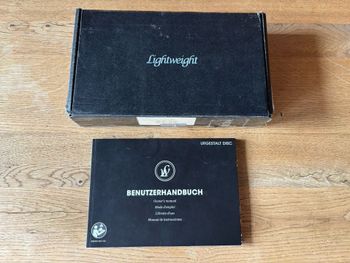 Lightweight
URGESTALT DISC
BENUTZERHANDBUCH
Owner's manual
Mode d'emploi
Libretto d'uso
Manual de instrucciones